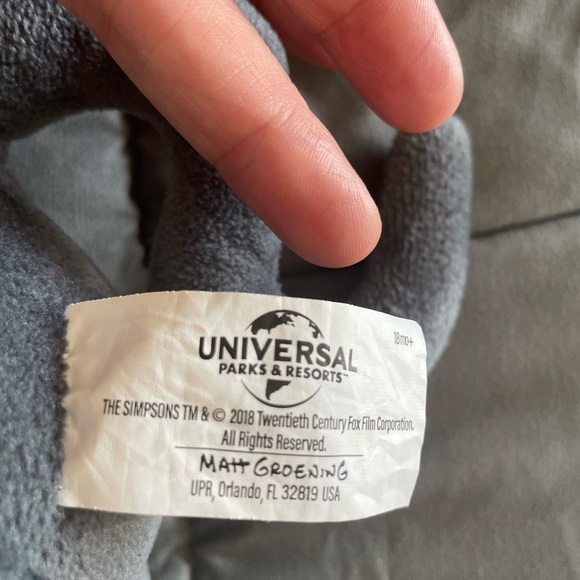 UNIVERSAL
PARKS & RESORTS™
18mo+
THE SIMPSONS TM & © 2018 Twentieth Century Fox Film Corporation.
All Rights Reserved.
MATT GROENING
UPR, Orlando, FL 32819 USA